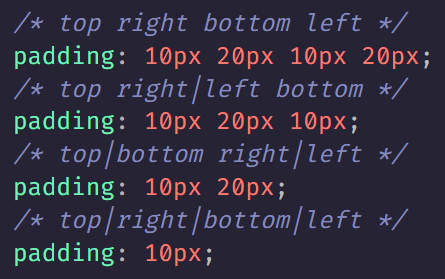 /* top right bottom left */
padding: 10px 20px 10px 20px;
/* top right|left bottom */
padding: 10px 20px 10px;
/* top|bottom right|left */
padding: 10px 20px;
/* top|right|bottom|left */
padding: 10px;